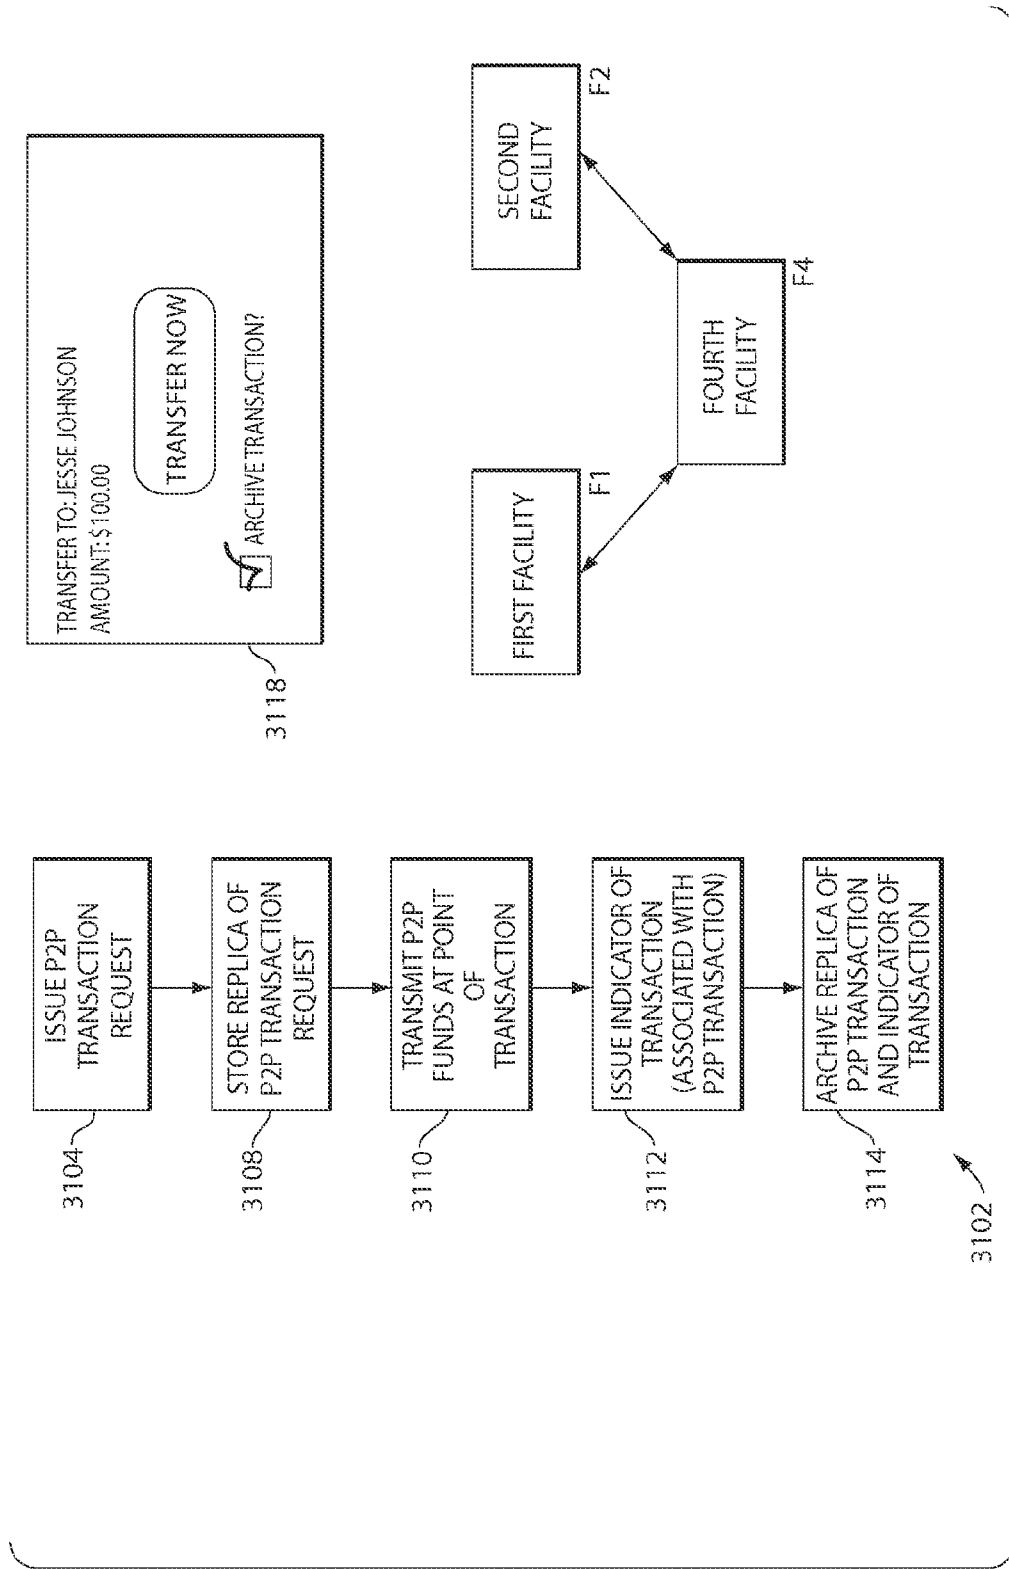 ISSUE P2P
TRANSACTION
REQUEST
3104
STORE REPLICA OF
P2P TRANSACTION
REQUEST
3108
TRANSMIT P2P
FUNDS AT POINT
OF
TRANSACTION
3110
ISSUE INDICATOR OF
TRANSACTION
(ASSOCIATED WITH
P2P TRANSACTION)
3112
ARCHIVE REPLICA OF
P2P TRANSACTION
AND INDICATOR OF
TRANSACTION
3114
3102
TRANSFER TO: JESSE JOHNSON
AMOUNT: $100.00
TRANSFER NOW
ARCHIVE TRANSACTION?
3118
FIRST FACILITY
F1
SECOND
FACILITY
F2
FOURTH
FACILITY
F4